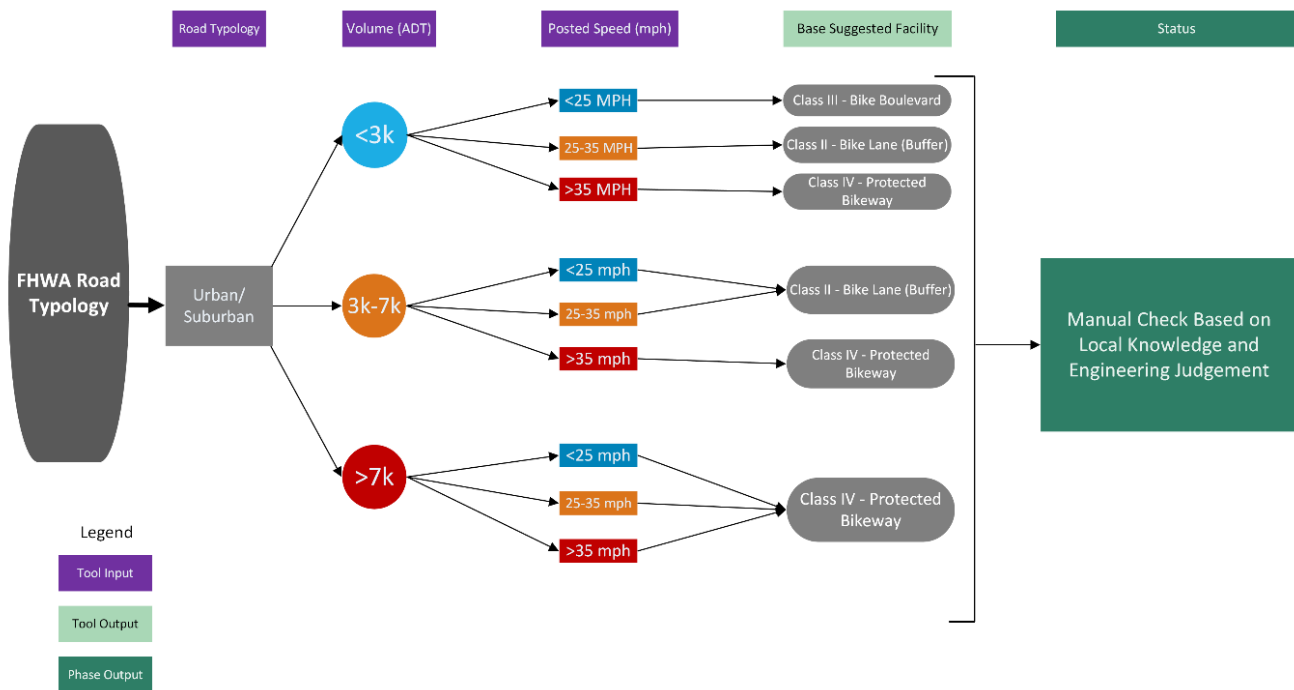 Road Typology
Volume (ADT)
Posted Speed (mph)
Base Suggested Facility
Status
FHWA Road
Typology
Urban/
Suburban
<3k
<25 MPH
Class III - Bike Boulevard
25-35 MPH
Class II - Bike Lane (Buffer)
>35 MPH
Class IV - Protected
Bikeway
3k-7k
<25 mph
25-35 mph
Class II - Bike Lane (Buffer)
>35 mph
Class IV - Protected
Bikeway
>7k
<25 mph
25-35 mph
>35 mph
Class IV - Protected
Bikeway
Manual Check Based on
Local Knowledge and
Engineering Judgement
Legend
Tool Input
Tool Output
Phase Output